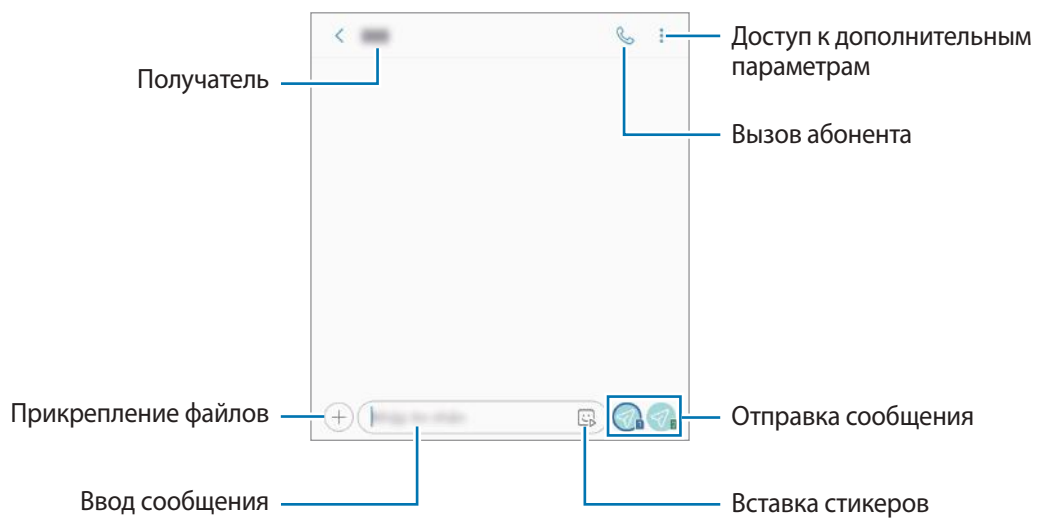 Доступ к дополнительным
параметрам
Получатель
Вызов абонента
Прикрепление файлов
Отправка сообщения
Ввод сообщения
Вставка стикеров